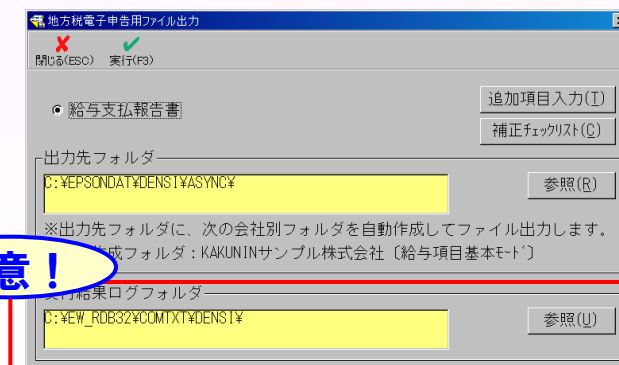 地方税電子申告用ファイル出力
閉じる(ESC) 実行(F3)
給与支払報告書
追加項目入力(T)
補正ﾁｪｯｸﾘｽﾄ(C)
出力先フォルダ
C:¥EPSONDAT¥DENSI¥ASYNC¥
参照(R)
※出力先フォルダに、次の会社別フォルダを自動作成してファイル出力します。
成フォルダ：KAKUNINサンプル株式会社〔給与項目基本ﾓｰﾄﾞ〕
意！
実行結果ログフォルダ
C:¥EW_RDB32¥COMTXT¥DENSI¥
参照(U)